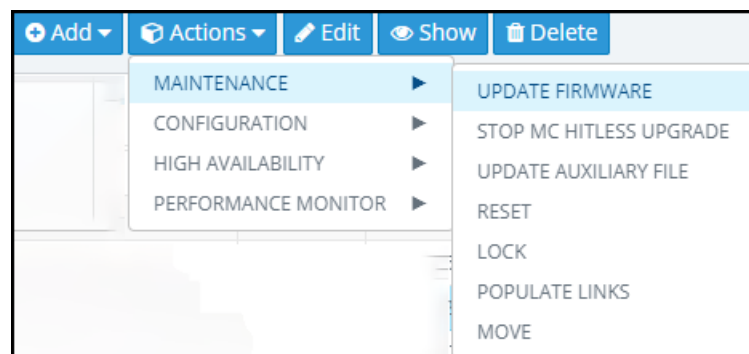 Add Actions Edit Show Delete
MAINTENANCE
CONFIGURATION
HIGH AVAILABILITY
PERFORMANCE MONITOR
UPDATE FIRMWARE
STOP MC HITLESS UPGRADE
UPDATE AUXILIARY FILE
RESET
LOCK
POPULATE LINKS
MOVE